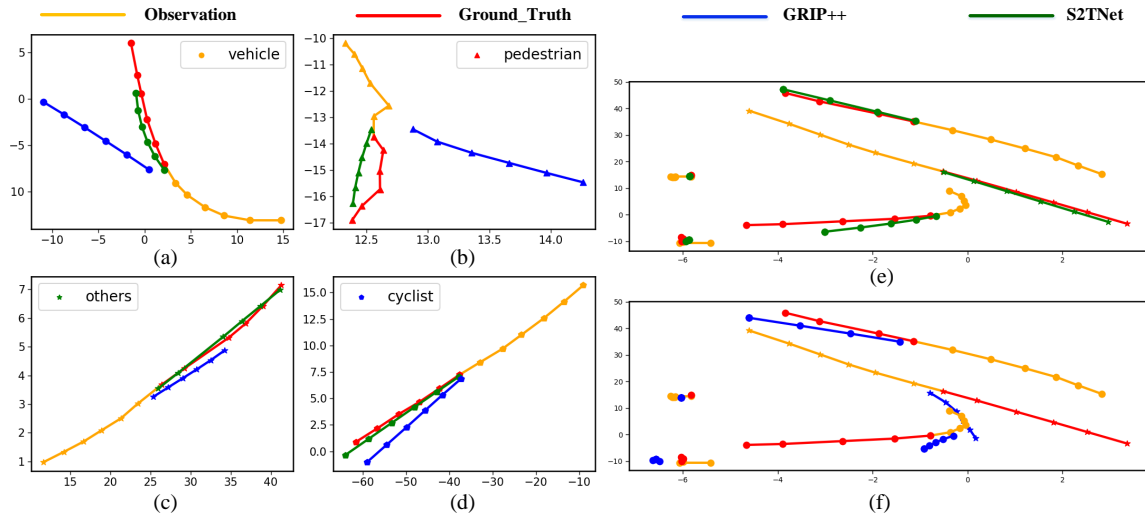 Observation Ground_Truth GRIP++ S2TNet
5
0
−5
10
vehicle
−10 −5 0 5 10 15
(a)
−10
−11
−12
−13
−14
−15
−16
−17
pedestrian
12.5 13.0 13.5 14.0
(b)
50
40
30
20
10
0
−10
−6 −4 −2 0 2
(e)
7
6
5
4
3
2
1
others
15 20 25 30 35 40
(c)
15.0
12.5
10.0
7.5
5.0
2.5
0.0
cyclist
−60 −50 −40 −30 −20 −10
(d)
50
40
30
20
10
0
−10
−6 −4 −2 0 2
(f)